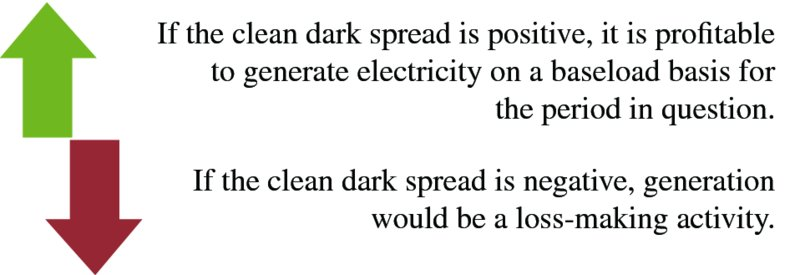 If the clean dark spread is positive, it is profitable
to generate electricity on a baseload basis for
the period in question.
If the clean dark spread is negative, generation
would be a loss-making activity.